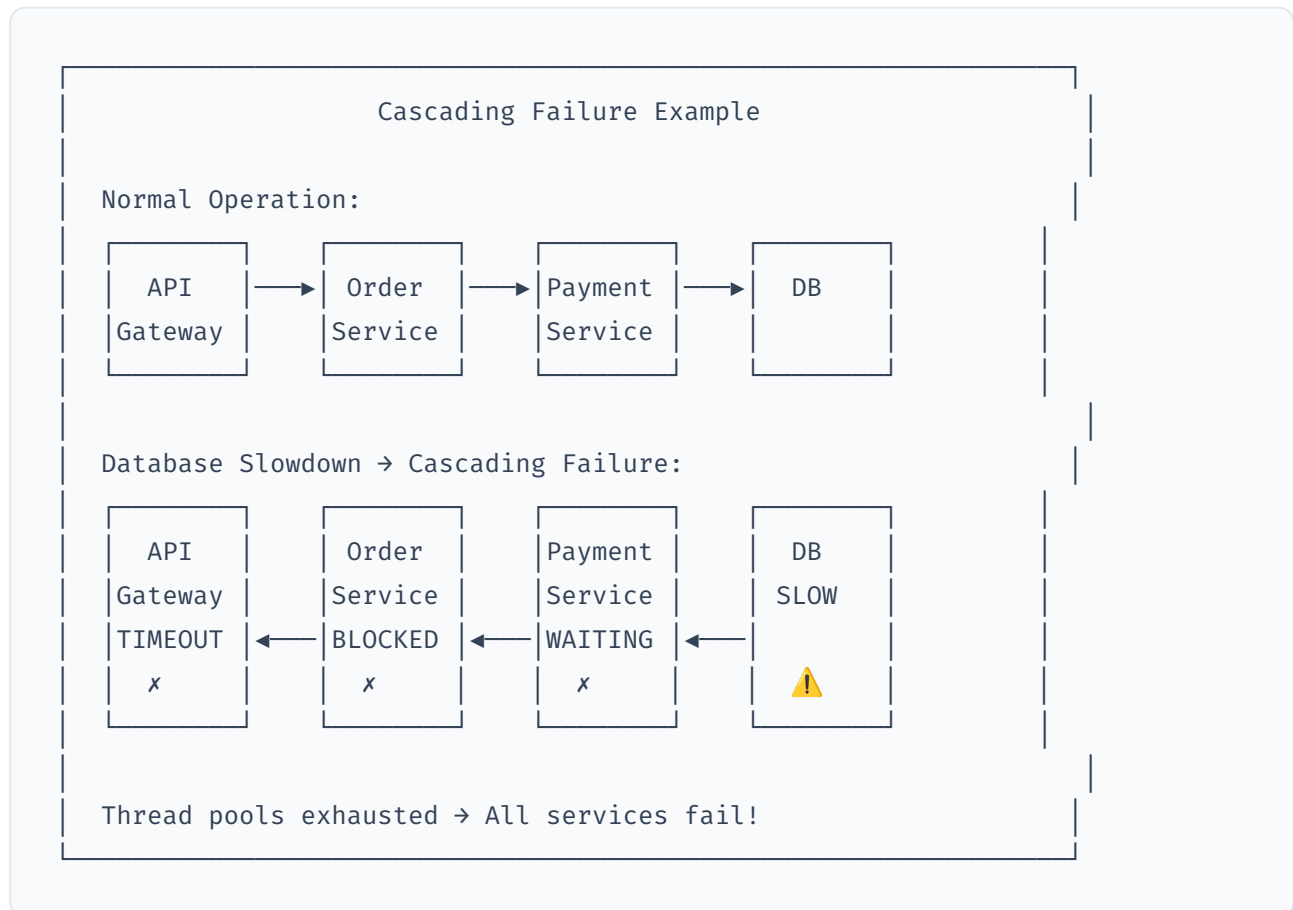 Cascading Failure Example
Normal Operation:
API Order Payment DB
Gateway Service Service
Database Slowdown → Cascading Failure:
API Order Payment DB
Gateway Service Service SLOW
TIMEOUT BLOCKED WAITING
✗ ✗ ✗ ⚠️
Thread pools exhausted → All services fail!